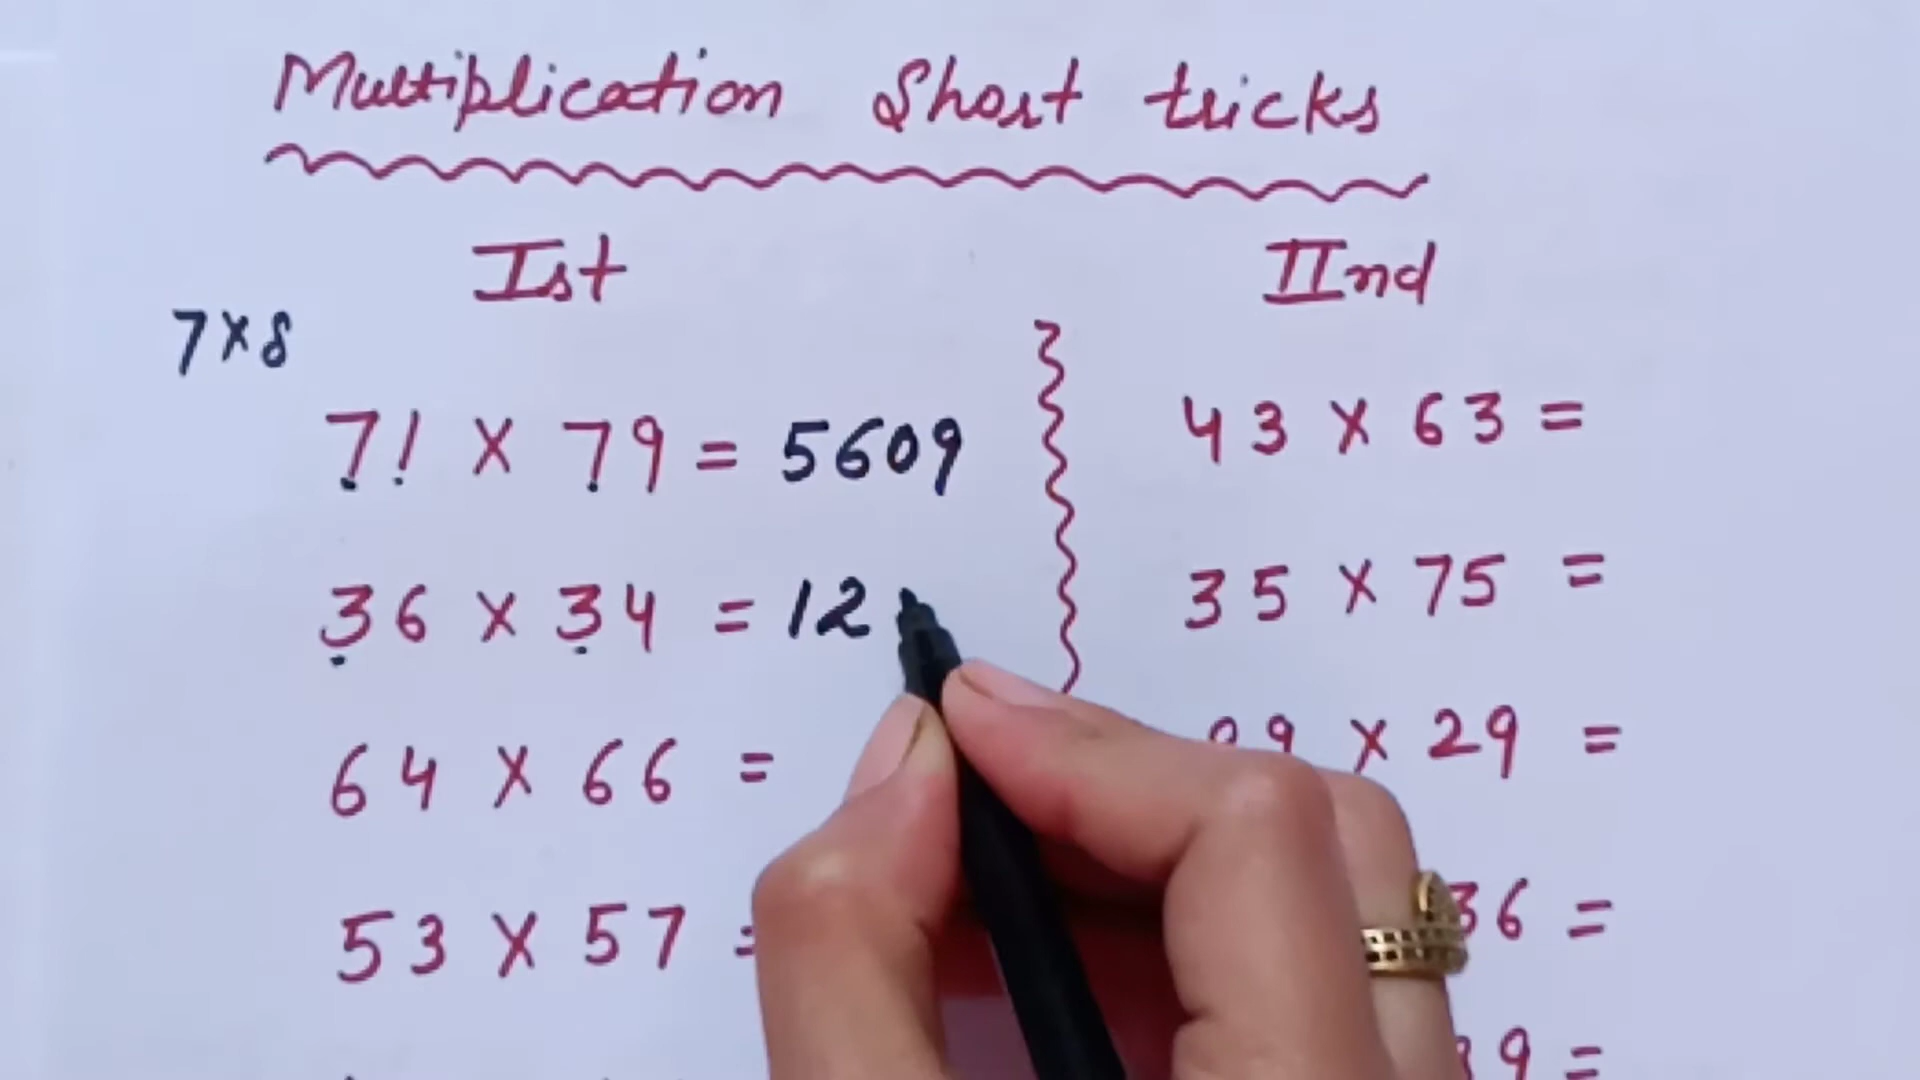 Multiplication Short tricks
Ist
IInd
7×8
71 × 79 = 5609
43 × 63 =
36 × 34 = 12
35 × 75 =
64 × 66 =
× 29 =
53 × 57 =
36 =
9 =